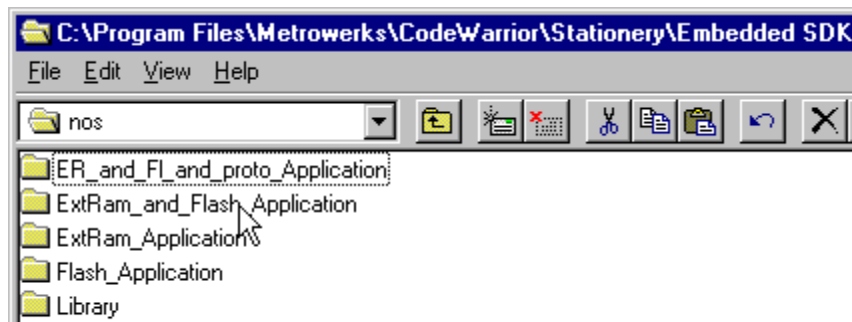 C:\Program Files\Metrowerks\CodeWarrior\Stationery\Embedded SDK
File Edit View Help
nos
ER_and_Fl_and_proto_Application
ExtRam_and_Flash_Application
ExtRam_Application
Flash_Application
Library